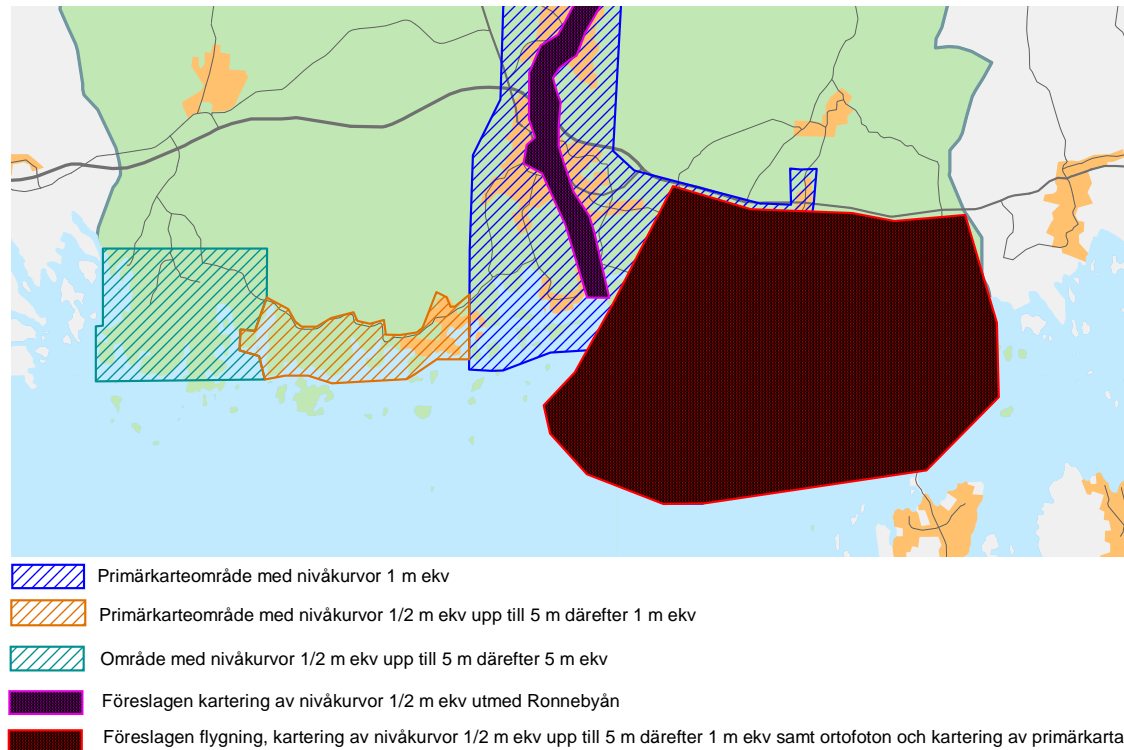 Primärkarteområde med nivåkurvor 1 m ekv
Primärkarteområde med nivåkurvor 1/2 m ekv upp till 5 m därefter 1 m ekv
Område med nivåkurvor 1/2 m ekv upp till 5 m därefter 5 m ekv
Föreslagen kartering av nivåkurvor 1/2 m ekv utmed Ronnebyån
Föreslagen flygning, kartering av nivåkurvor 1/2 m ekv upp till 5 m därefter 1 m ekv samt ortofoton och kartering av primärkarta